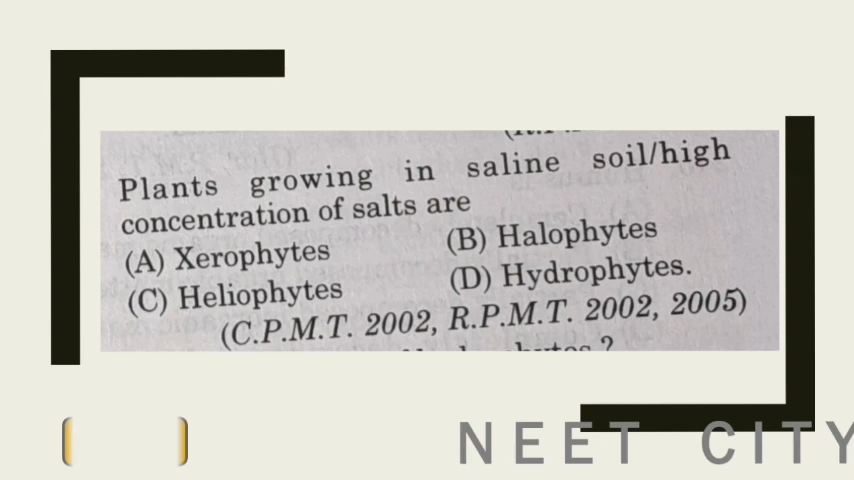 Plants growing in saline soil/high
concentration of salts are
(A) Xerophytes (B) Halophytes
(C) Heliophytes (D) Hydrophytes.
(C.P.M.T. 2002, R.P.M.T. 2002, 2005)
NEET CITY